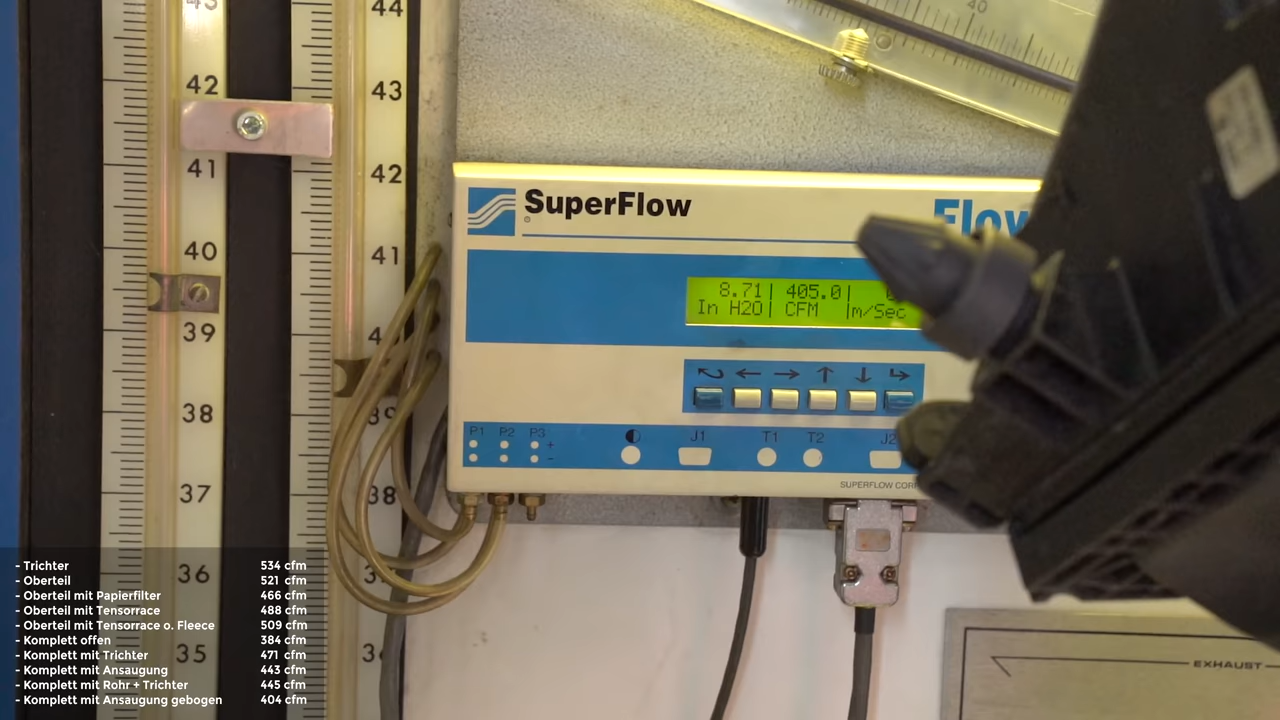 43
42
41
40
39
38
37
36
35
44
43
42
41
38
40
SuperFlow
®
8.71| 405.0|
In H2O| CFM |m/Sec
P1 P2 P3
+
-
J1
T1
T2
J2
SUPERFLOW
EXHAUST
- Trichter 534 cfm
- Oberteil 521 cfm
- Oberteil mit Papierfilter 466 cfm
- Oberteil mit Tensorrace 488 cfm
- Oberteil mit Tensorrace o. Fleece 509 cfm
- Komplett offen 384 cfm
- Komplett mit Trichter 471 cfm
- Komplett mit Ansaugung 443 cfm
- Komplett mit Rohr + Trichter 445 cfm
- Komplett mit Ansaugung gebogen 404 cfm